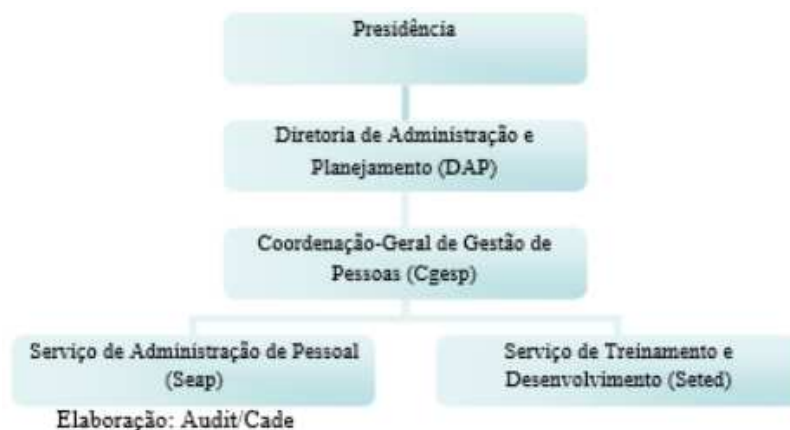 Presidência
Diretoria de Administração e
Planejamento (DAP)
Coordenação-Geral de Gestão de
Pessoas (Cgesp)
Serviço de Administração de Pessoal
(Seap)
Serviço de Treinamento e
Desenvolvimento (Seted)
Elaboração: Audit/Cade